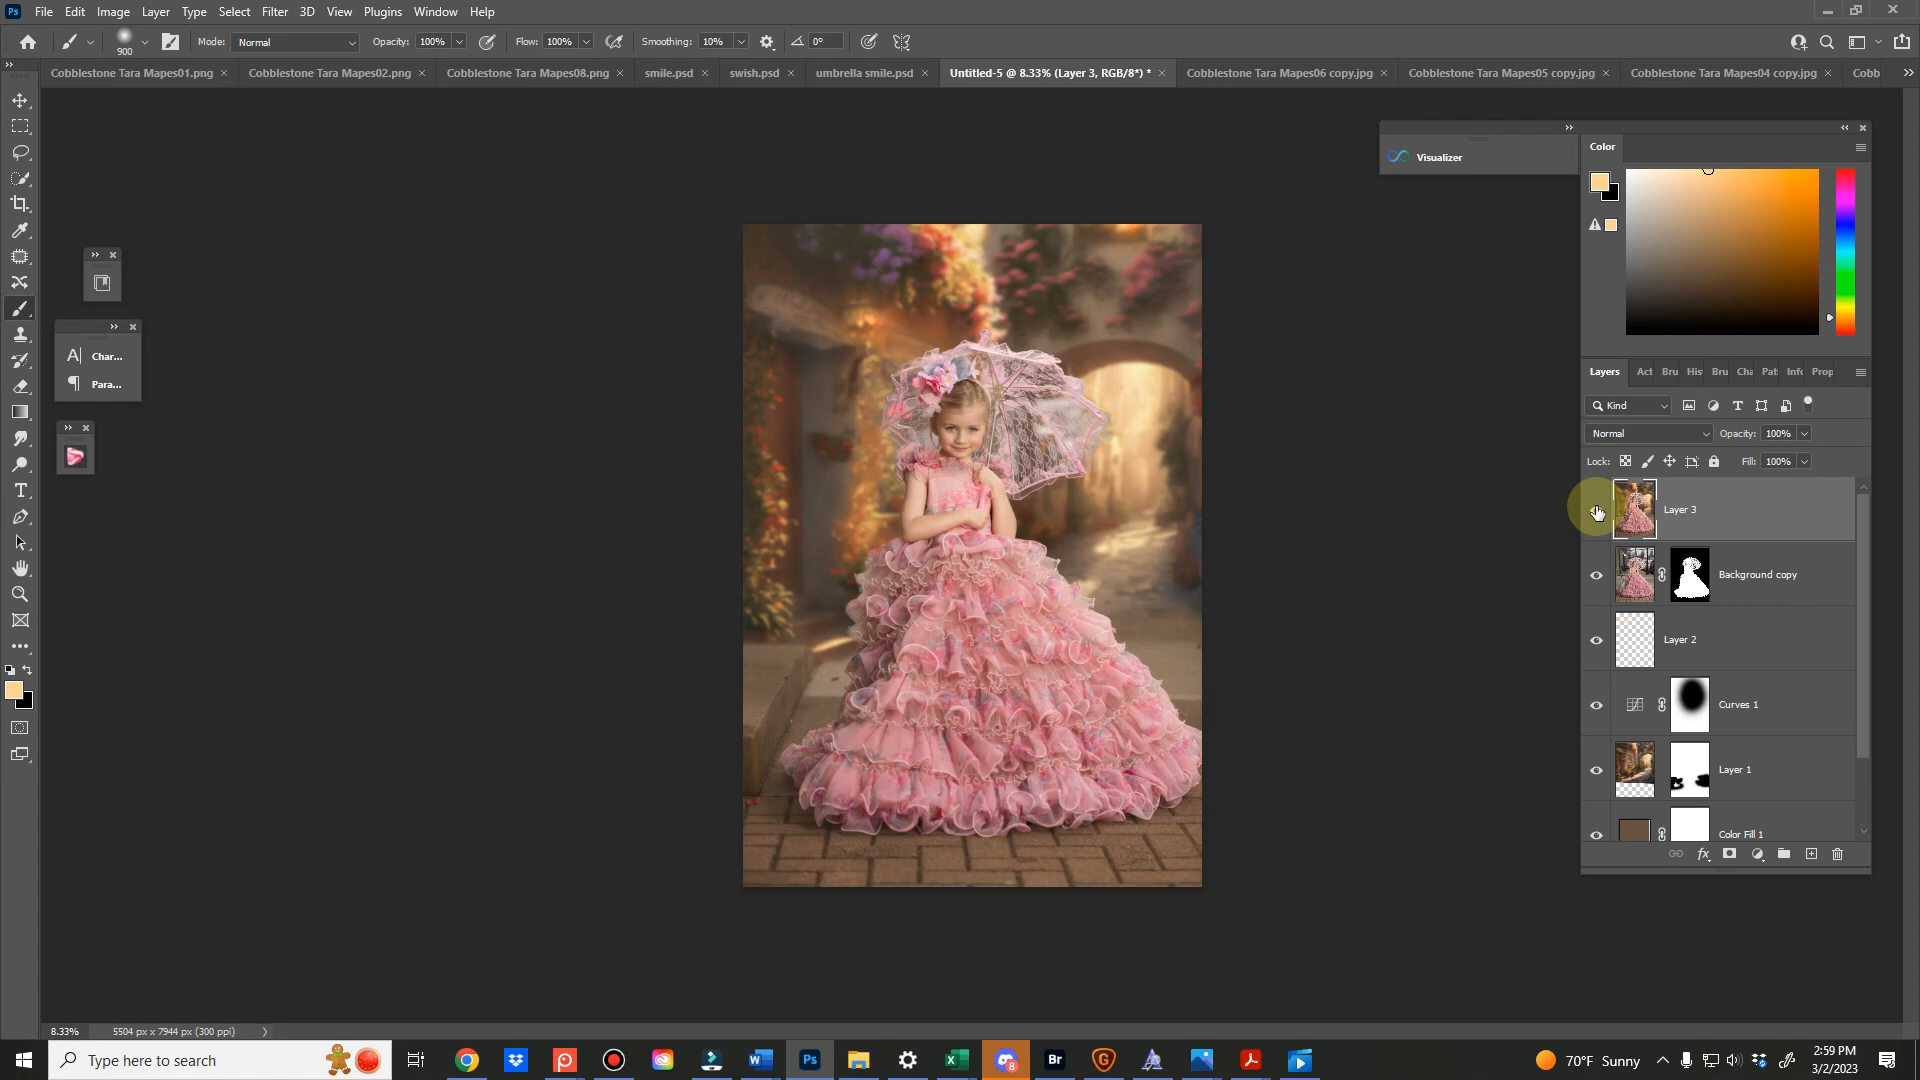 Ps File Edit Image Layer Type Select Filter 3D View Plugins Window Help
900 Mode: Normal Opacity: 100% Flow: 100% Smoothing: 10% 0°
Cobblestone Tara Mapes01.png × Cobblestone Tara Mapes02.png × Cobblestone Tara Mapes08.png × smile.psd × swish.psd × umbrella smile.psd × Untitled-5 @ 8.33% (Layer 3, RGB/8*) * × Cobblestone Tara Mapes06 copy.jpg × Cobblestone Tara Mapes05 copy.jpg × Cobblestone Tara Mapes04 copy.jpg × Cobb
Visualizer
Color
Char...
Para...
Layers Act Bru His Bru Cha Pat Info Prop
Kind
Normal Opacity: 100%
Lock: Fill: 100%
Layer 3
Background copy
Layer 2
Curves 1
Layer 1
Color Fill 1
8.33% 5504 px x 7944 px (300 ppi)
Type here to search
70°F Sunny
2:59 PM
3/2/2023